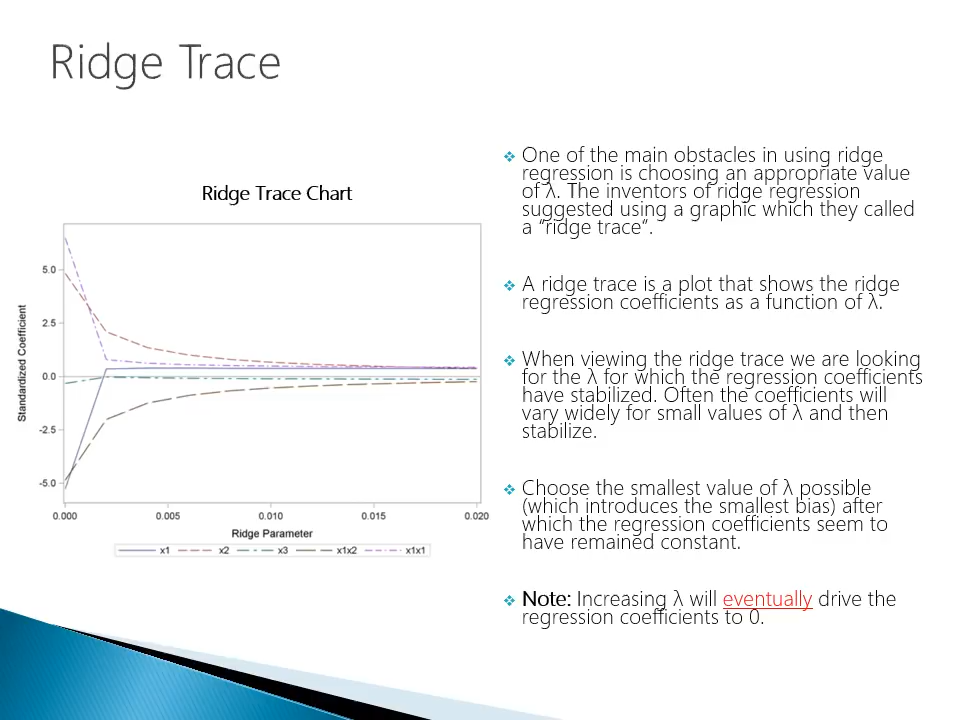 Ridge Trace
Ridge Trace Chart
Standardized Coefficient
5.0
2.5
0.0
-2.5
-5.0
0.000
0.005
0.010
0.015
0.020
Ridge Parameter
x1
x2
x3
x1x2
x1x1
One of the main obstacles in using ridge
regression is choosing an appropriate value
of λ. The inventors of ridge regression
suggested using a graphic which they called
a “ridge trace”.
A ridge trace is a plot that shows the ridge
regression coefficients as a function of λ.
When viewing the ridge trace we are looking
for the λ for which the regression coefficients
have stabilized. Often the coefficients will
vary widely for small values of λ and then
stabilize.
Choose the smallest value of λ possible
(which introduces the smallest bias) after
which the regression coefficients seem to
have remained constant.
Note: Increasing λ will eventually drive the
regression coefficients to 0.